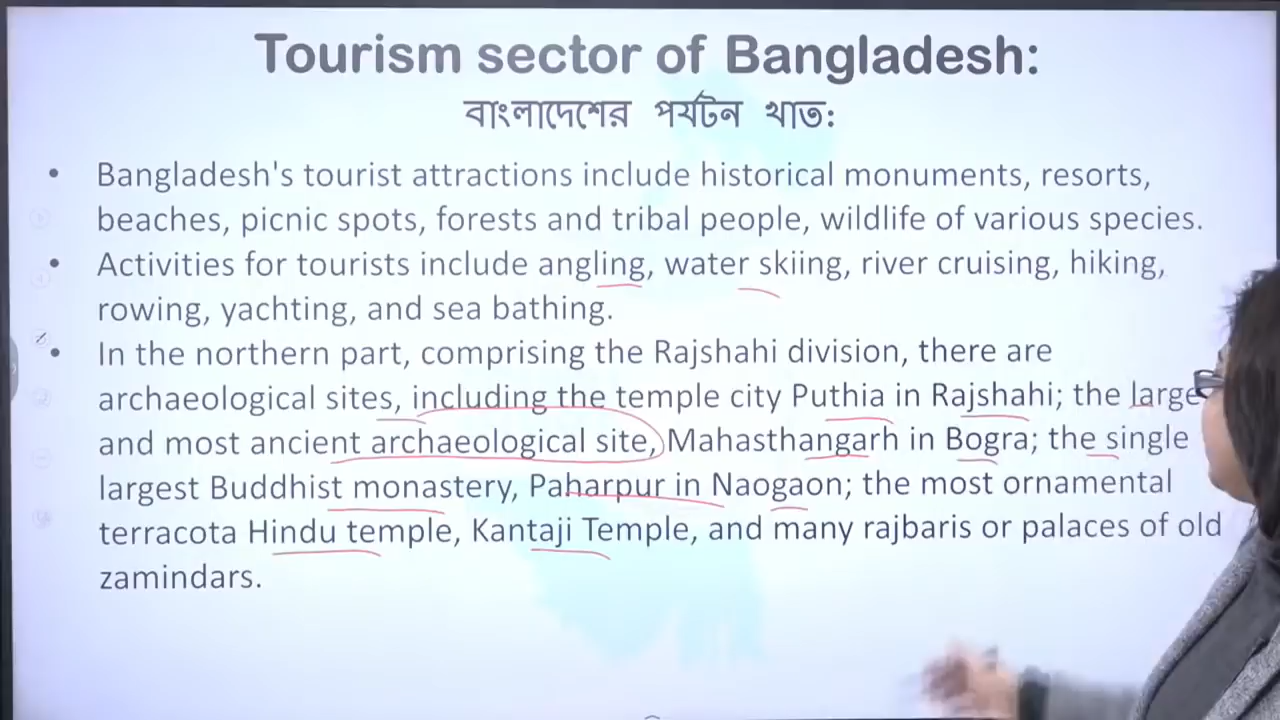 Tourism sector of Bangladesh:
বাংলাদেশের পর্যটন খাত:
• Bangladesh's tourist attractions include historical monuments, resorts,
beaches, picnic spots, forests and tribal people, wildlife of various species.
• Activities for tourists include angling, water skiing, river cruising, hiking,
rowing, yachting, and sea bathing.
• In the northern part, comprising the Rajshahi division, there are
archaeological sites, including the temple city Puthia in Rajshahi; the large
and most ancient archaeological site, Mahasthangarh in Bogra; the single
largest Buddhist monastery, Paharpur in Naogaon; the most ornamental
terracota Hindu temple, Kantaji Temple, and many rajbaris or palaces of old
zamindars.